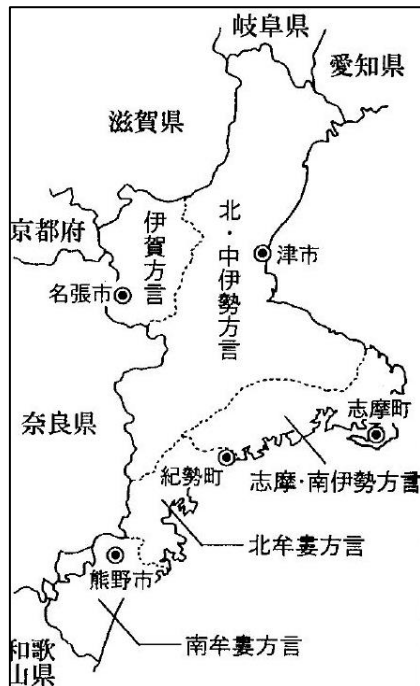 岐阜県
愛知県
滋賀県
京都府
伊賀方言
北・中伊勢方言
津市
名張市
奈良県
志摩町
紀勢町
志摩・南伊勢方言
北牟婁方言
熊野市
南牟婁方言
和歌
山県